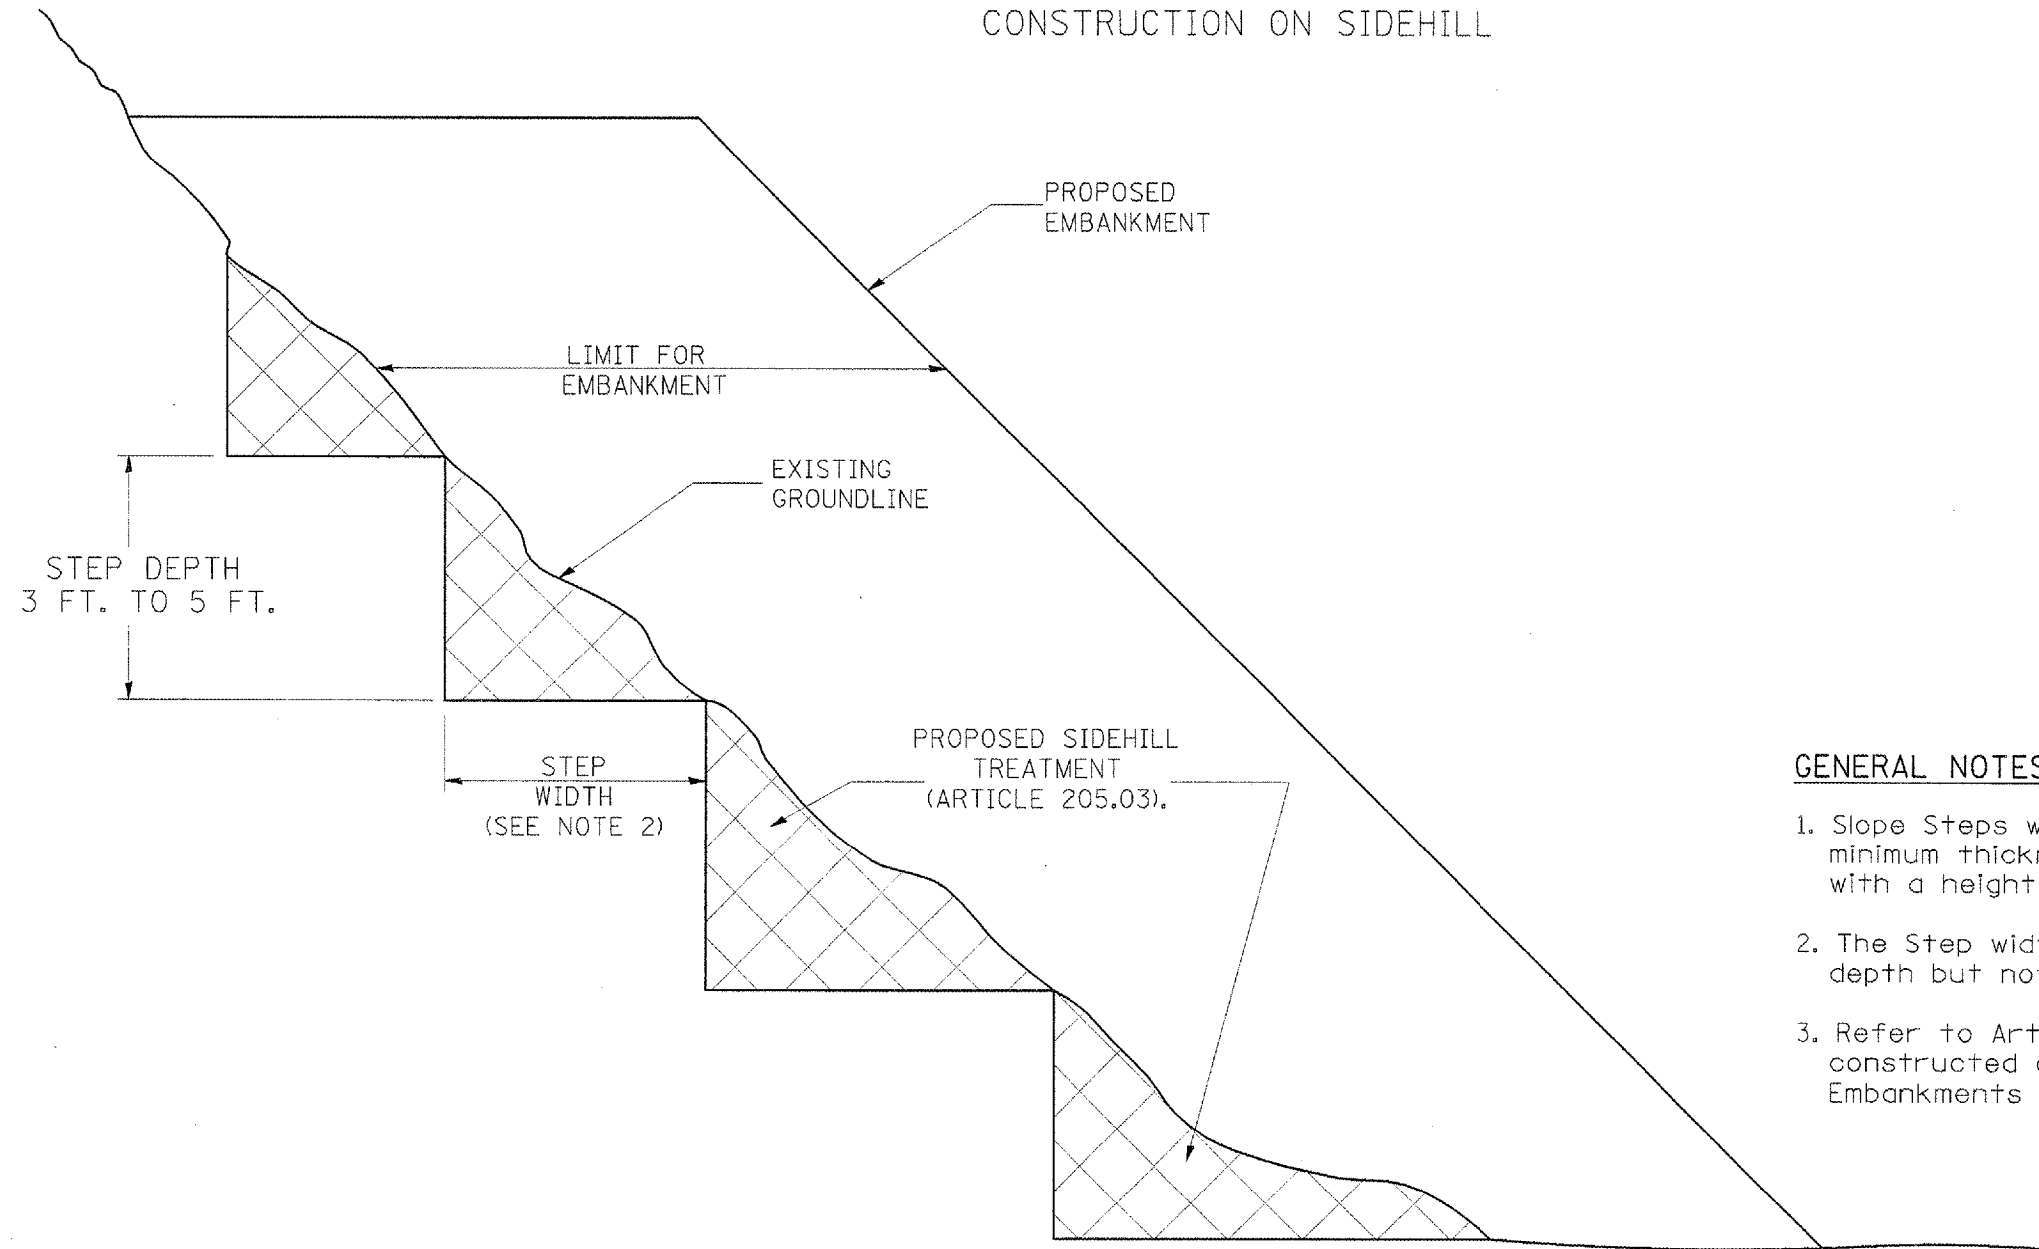 CONSTRUCTION ON SIDEHILL
PROPOSED
EMBANKMENT
LIMIT FOR
EMBANKMENT
EXISTING
GROUNDLINE
STEP DEPTH
3 FT. TO 5 FT.
STEP
WIDTH
(SEE NOTE 2)
PROPOSED SIDEHILL
TREATMENT
(ARTICLE 205.03).
GENERAL NOTES
1. Slope Steps
minimum
with a height
2. The Step
depth but
3. Refer to
constructed
Embankments